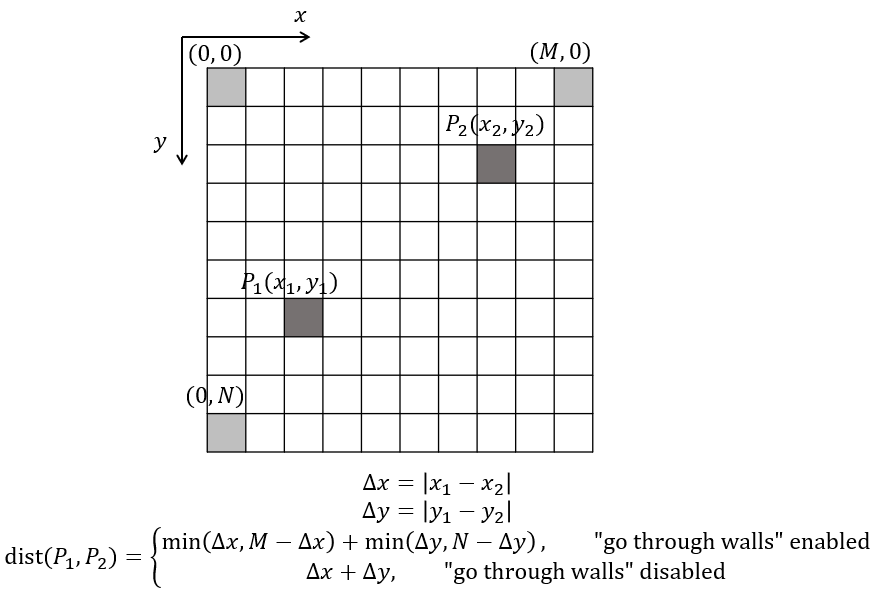 x
(0, 0)
(M, 0)
y
P₂(x₂, y₂)
P₁(x₁, y₁)
(0, N)
Δx = |x₁ − x₂|
Δy = |y₁ − y₂|
dist(P₁, P₂) = { min(Δx, M − Δx) + min(Δy, N − Δy) , "go through walls" enabled
Δx + Δy, "go through walls" disabled